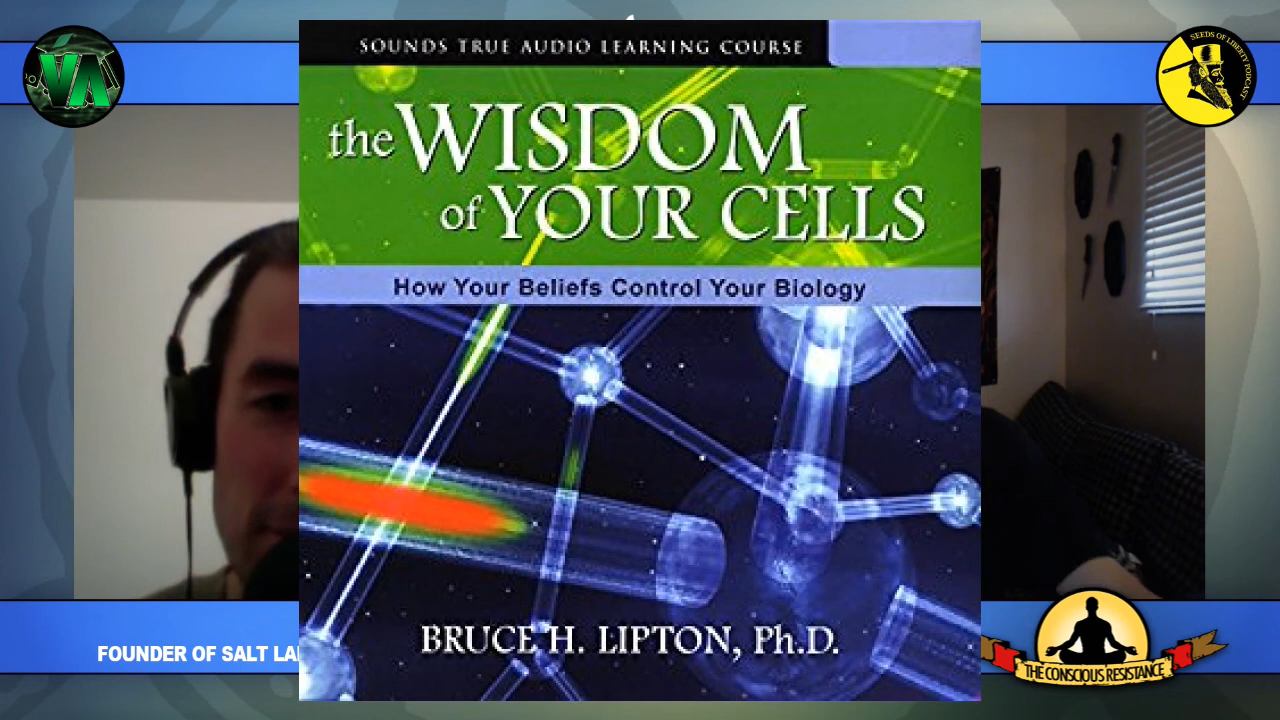 SOUNDS TRUE AUDIO LEARNING COURSE
the WISDOM
of YOUR CELLS
How Your Beliefs Control Your Biology
BRUCE H. LIPTON, Ph.D.
VA
SEEDS OF LIBERTY PODCAST
FOUNDER OF SALT LA
THE CONSCIOUS RESISTANCE